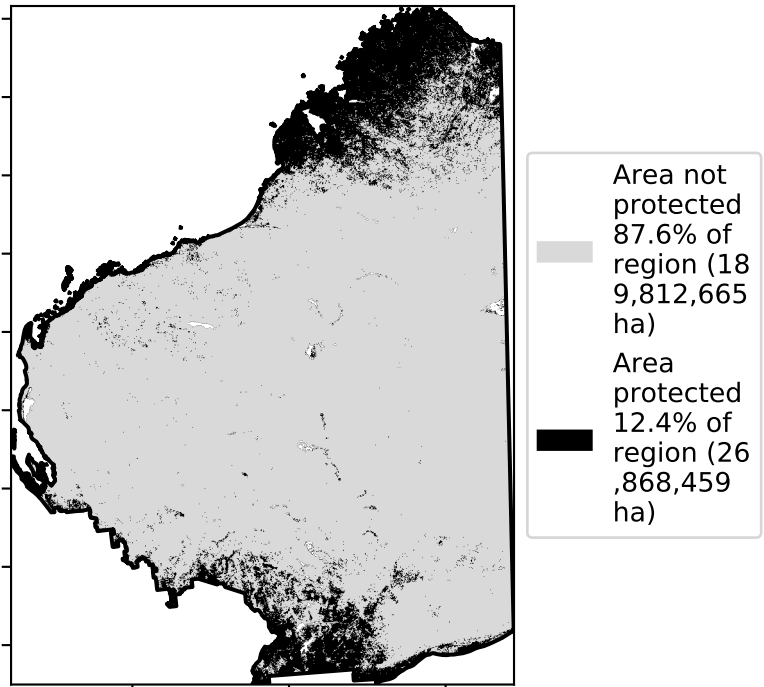 Area not
protected
87.6% of
region (18
9,812,665
ha)
Area
protected
12.4% of
region (26
,868,459
ha)